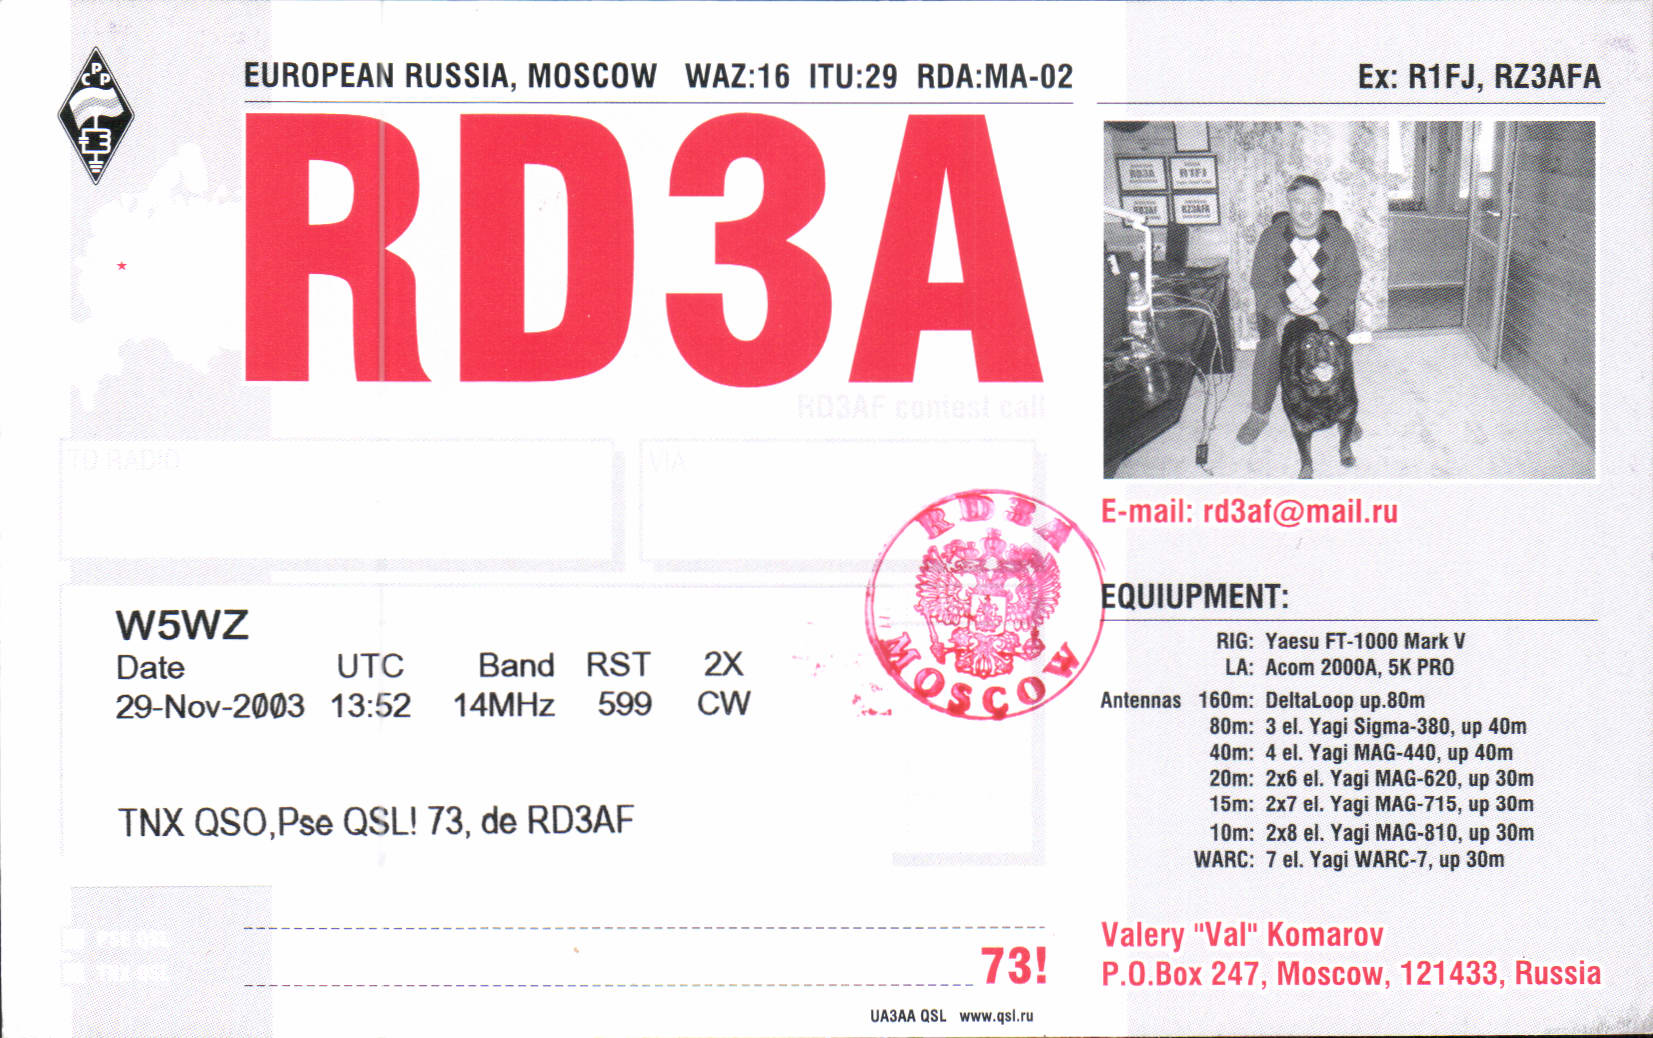 СРР
EUROPEAN RUSSIA, MOSCOW WAZ:16 ITU:29 RDA:MA-02
Ex: R1FJ, RZ3AFA
RD3A
RD3AF contest call
RD3A R1FJ
RD3AF RZ3AFA
TO RADIO
VIA
RD3A
MOSCOW
W5WZ
Date UTC Band RST 2X
29-Nov-2003 13:52 14MHz 599 CW
TNX QSO,Pse QSL! 73, de RD3AF
PSE QSL
TNX QSL
73!
UA3AA QSL www.qsl.ru
E-mail: rd3af@mail.ru
EQUIUPMENT:
RIG: Yaesu FT-1000 Mark V
LA: Acom 2000A, 5K PRO
Antennas 160m: DeltaLoop up.80m
80m: 3 el. Yagi Sigma-380, up 40m
40m: 4 el. Yagi MAG-440, up 40m
20m: 2x6 el. Yagi MAG-620, up 30m
15m: 2x7 el. Yagi MAG-715, up 30m
10m: 2x8 el. Yagi MAG-810, up 30m
WARC: 7 el. Yagi WARC-7, up 30m
Valery "Val" Komarov
P.O.Box 247, Moscow, 121433, Russia